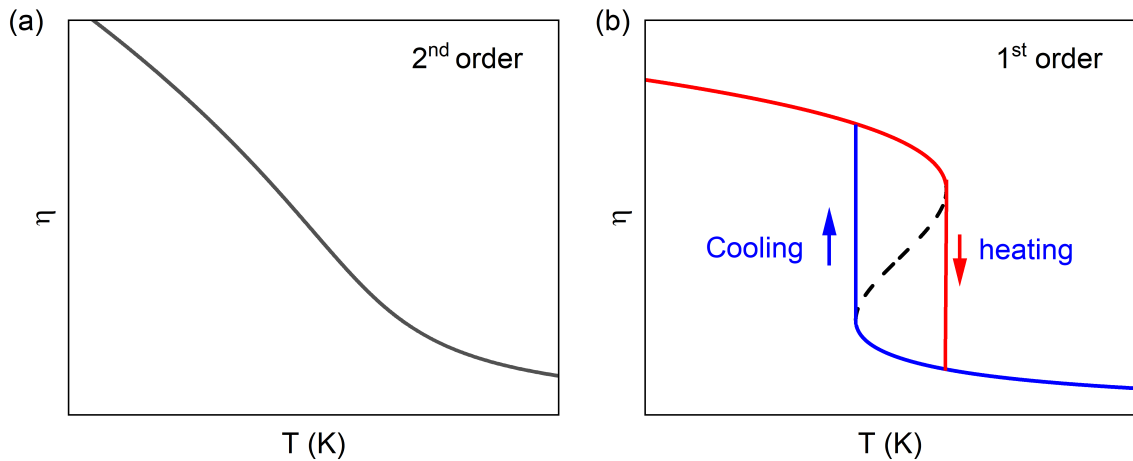 (a)
2nd order
η
T (K)
(b)
1st order
η
Cooling
heating
T (K)